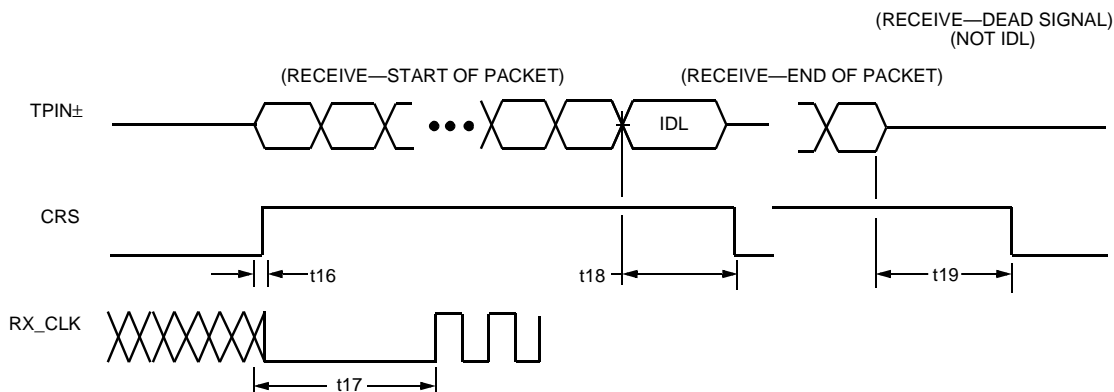 (RECEIVE—DEAD SIGNAL)
(NOT IDL)
(RECEIVE—START OF PACKET)
(RECEIVE—END OF PACKET)
TPIN±
IDL
CRS
t16
t18
t19
RX_CLK
t17